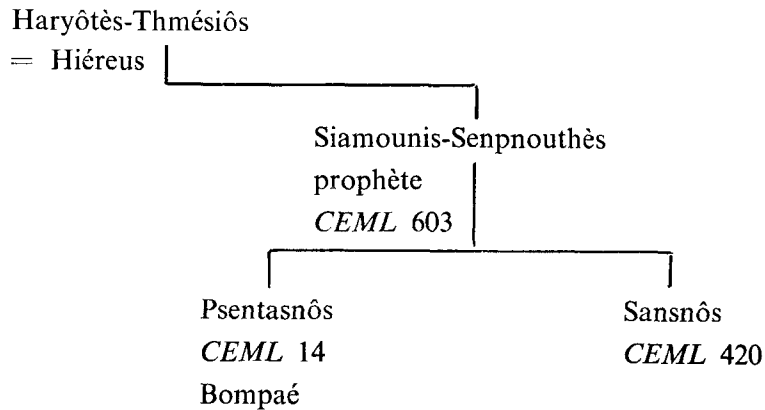 Haryôtès-Thmésiôs
= Hiéreus
Siamounis-Senpnouthès
prophète
CEML 603
Psentasnôs
CEML 14
Bompaé
Sansnôs
CEML 420